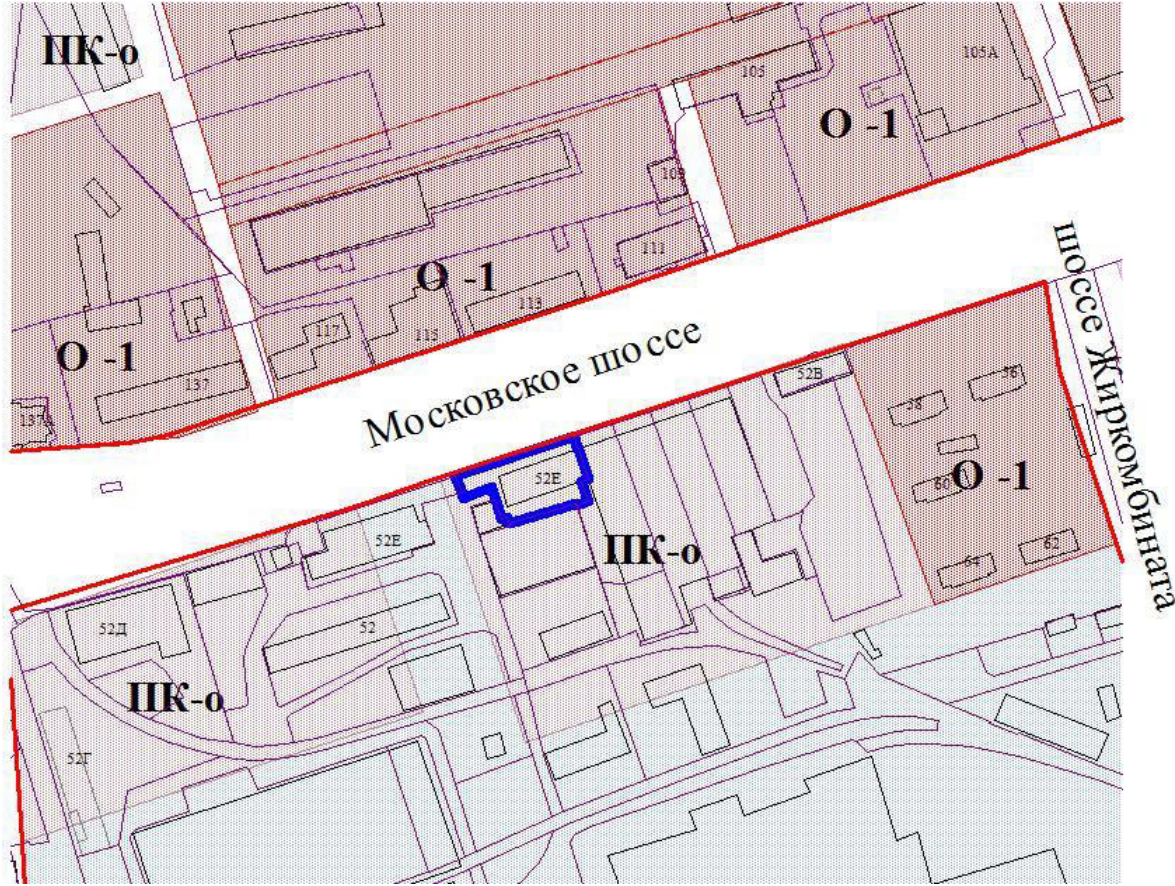 ПК-о
105
105А
О -1
109
111
О -1
113
117
115
О -1
137
137А
Московское шоссе
шоссе Жиркомбината
52В
56
58
52Е
60
О -1
52Е
ПК-о
62
64
52Д
52
ПК-о
52Г